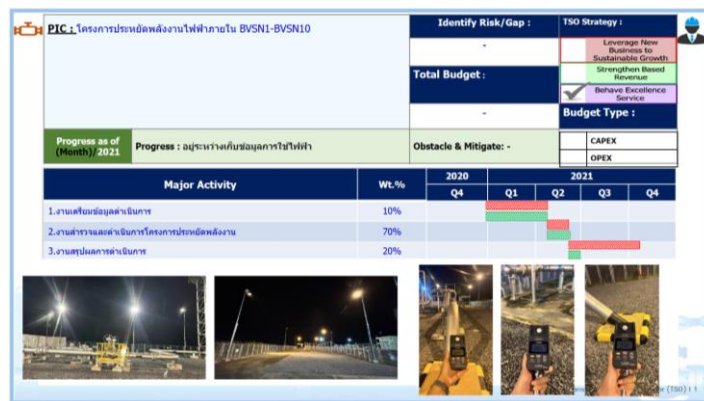 PIC : โครงการประหยัดพลังงานไฟฟ้าภายใน BVSN1-BVSN10
Identify Risk/Gap :
-
Total Budget :
-
TSO Strategy :
Leverage New
Business to
Sustainable Growth
Strengthen Based
Revenue
Behave Excellence
Service
Budget Type :
CAPEX
OPEX
Progress as of
(Month)/2021
Progress : อยู่ระหว่างเก็บข้อมูลการใช้ไฟฟ้า
Obstacle & Mitigate: -
Major Activity
Wt.%
2020
2021
Q4
Q1
Q2
Q3
Q4
1.งานเตรียมข้อมูลดำเนินการ
10%
2.งานสำรวจและดำเนินการโครงการประหยัดพลังงาน
70%
3.งานสรุปผลการดำเนินการ
20%
(TSO) I 1